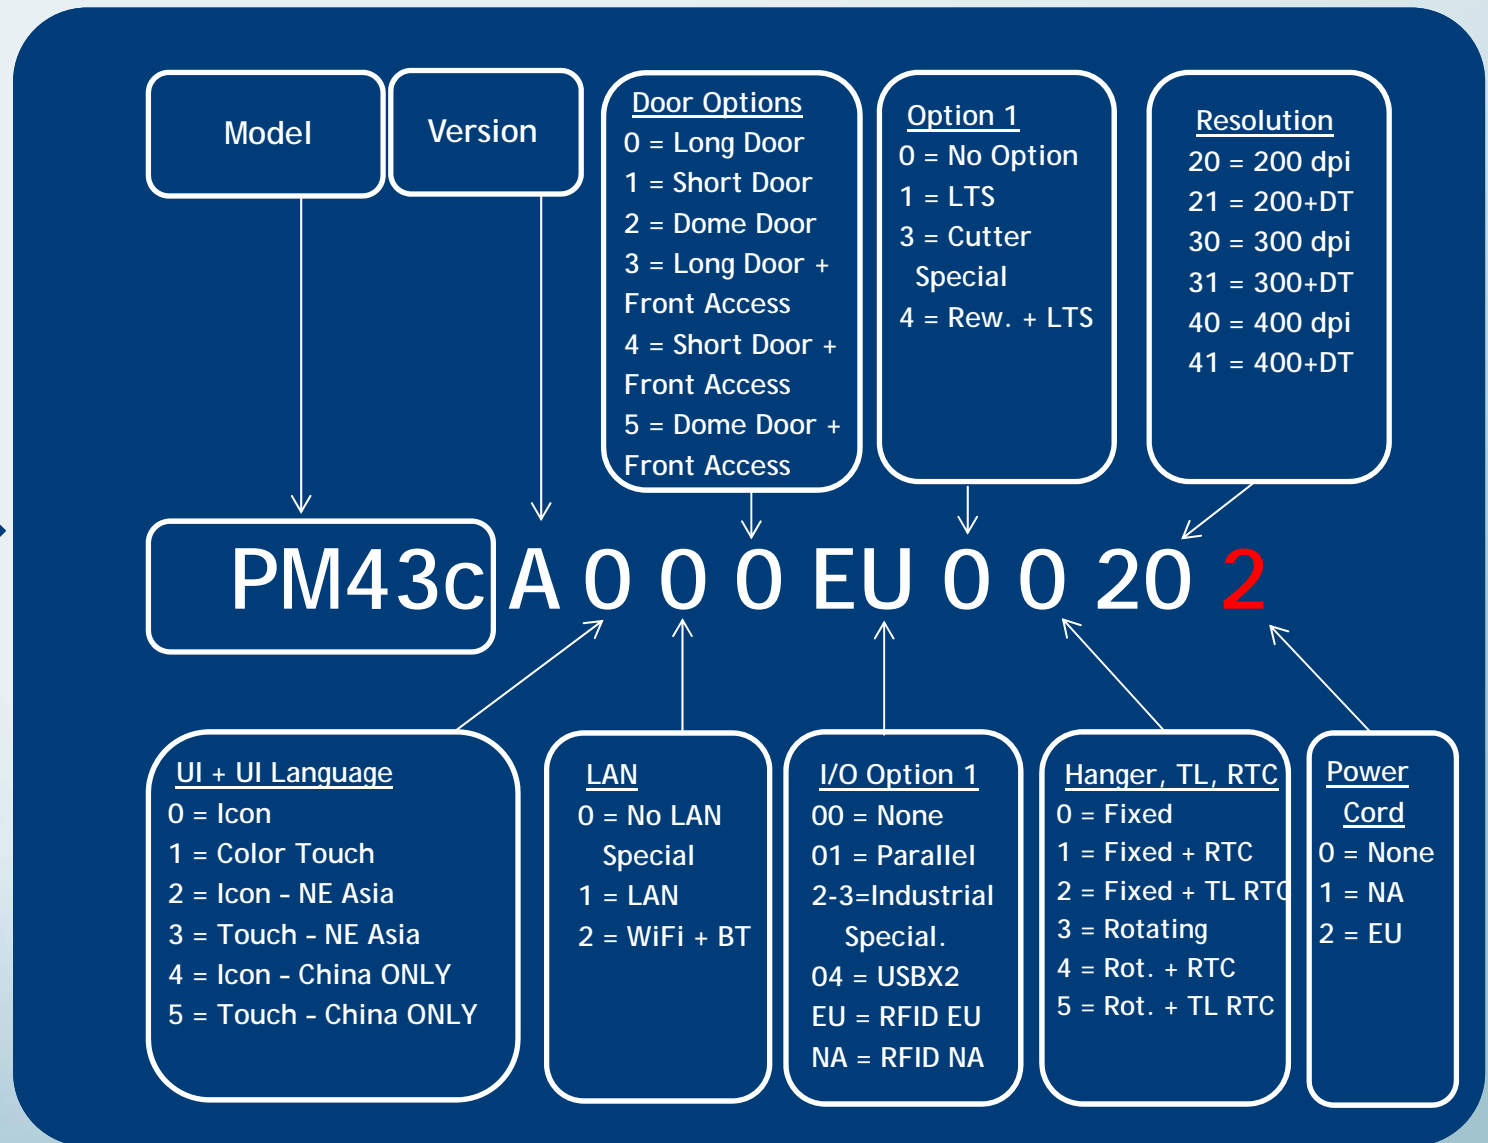 Model
Version
Door Options
0 = Long Door
1 = Short Door
2 = Dome Door
3 = Long Door +
Front Access
4 = Short Door +
Front Access
5 = Dome Door +
Front Access
Option 1
0 = No Option
1 = LTS
3 = Cutter
Special
4 = Rew. + LTS
Resolution
20 = 200 dpi
21 = 200+DT
30 = 300 dpi
31 = 300+DT
40 = 400 dpi
41 = 400+DT
PM43c A 0 0 0 EU 0 0 20 2
UI + UI Language
0 = Icon
1 = Color Touch
2 = Icon - NE Asia
3 = Touch - NE Asia
4 = Icon - China ONLY
5 = Touch - China ONLY
LAN
0 = No LAN
Special
1 = LAN
2 = WiFi + BT
I/O Option 1
00 = None
01 = Parallel
2-3=Industrial
Special.
04 = USBX2
EU = RFID EU
NA = RFID NA
Hanger, TL, RTC
0 = Fixed
1 = Fixed + RTC
2 = Fixed + TL RTC
3 = Rotating
4 = Rot. + RTC
5 = Rot. + TL RTC
Power
Cord
0 = None
1 = NA
2 = EU